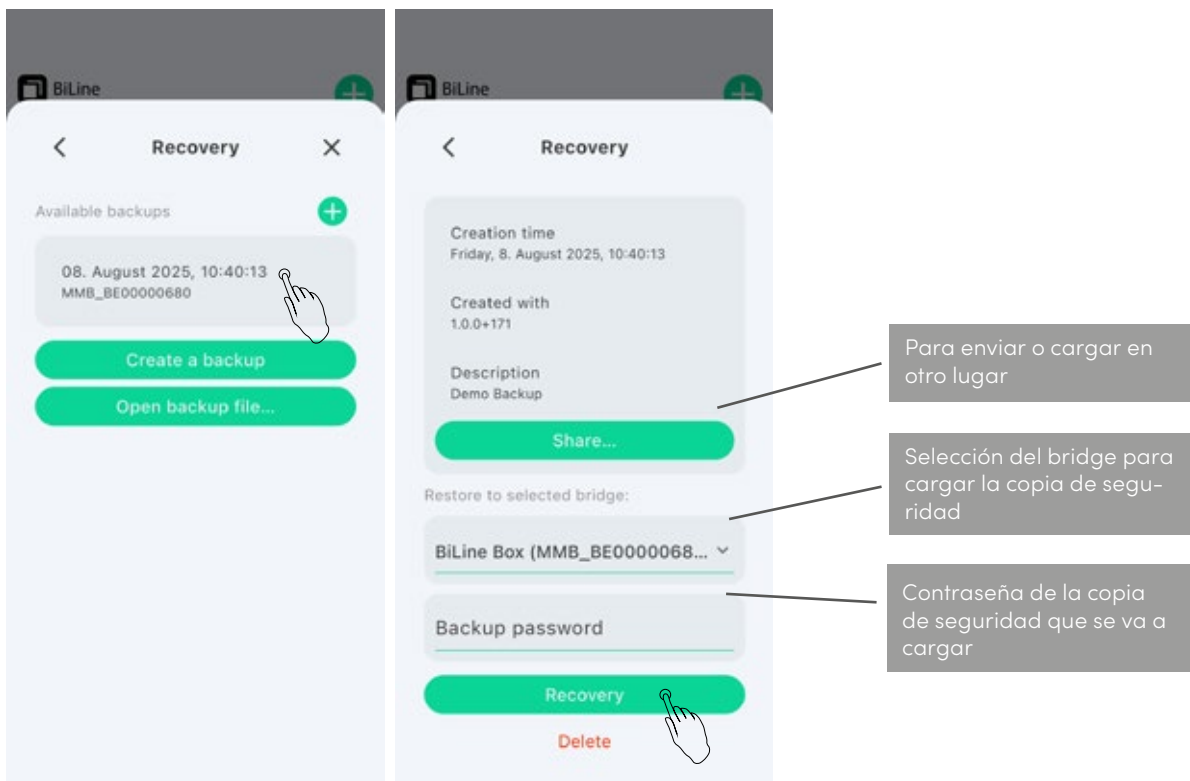 BiLine
Recovery
Available backups
08. August 2025, 10:40:13
MMB_BE00000680
Create a backup
Open backup file...
BiLine
Recovery
Creation time
Friday, 8. August 2025, 10:40:13
Created with
1.0.0+171
Description
Demo Backup
Share...
Restore to selected bridge:
BiLine Box (MMB_BE0000068...
Backup password
Recovery
Delete
Para enviar o cargar en
otro lugar
Selección del bridge para
cargar la copia de segu-
ridad
Contraseña de la copia
de seguridad que se va a
cargar